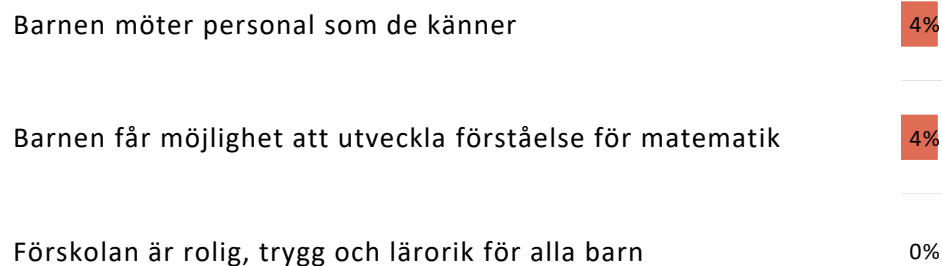 Barnen möter personal som de känner 4%
Barnen får möjlighet att utveckla förståelse för matematik 4%
Förskolan är rolig, trygg och lärorik för alla barn 0%